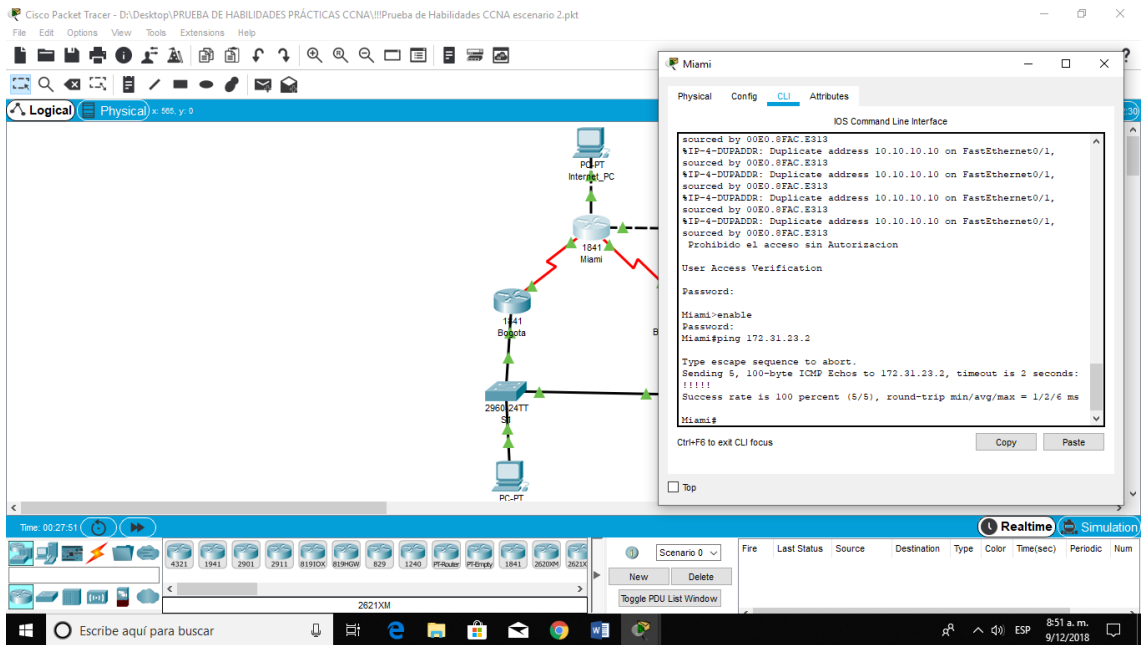 Cisco Packet Tracer - D:\Desktop\PRUEBA DE HABILIDADES PRÁCTICAS CCNA\!!!Prueba de Habilidades CCNA escenario 2.pkt
File Edit Options View Tools Extensions Help
Logical Physical x: 565, y: 0
PC-PT
Internet_PC
1841
Miami
1841
Bogota
B
2960-24TT
S1
PC-PT
Miami
Physical Config CLI Attributes
IOS Command Line Interface
sourced by 00E0.8FAC.E313
%IP-4-DUPADDR: Duplicate address 10.10.10.10 on FastEthernet0/1,
sourced by 00E0.8FAC.E313
%IP-4-DUPADDR: Duplicate address 10.10.10.10 on FastEthernet0/1,
sourced by 00E0.8FAC.E313
%IP-4-DUPADDR: Duplicate address 10.10.10.10 on FastEthernet0/1,
sourced by 00E0.8FAC.E313
%IP-4-DUPADDR: Duplicate address 10.10.10.10 on FastEthernet0/1,
sourced by 00E0.8FAC.E313
Prohibido el acceso sin Autorizacion
User Access Verification
Password:
Miami>enable
Password:
Miami#ping 172.31.23.2
Type escape sequence to abort.
Sending 5, 100-byte ICMP Echos to 172.31.23.2, timeout is 2 seconds:
!!!!!
Success rate is 100 percent (5/5), round-trip min/avg/max = 1/2/6 ms
Miami#
Ctrl+F6 to exit CLI focus
Copy Paste
Top
:30
Time: 00:27:51
Realtime Simulation
4321 1941 2901 2911 819IOX 819HGW 829 1240 PT-Router PT-Empty 1841 2620XM 2621X
2621XM
Scenario 0
New Delete
Toggle PDU List Window
Fire Last Status Source Destination Type Color Time(sec) Periodic Num
Escribe aquí para buscar
ESP
8:51 a. m.
9/12/2018